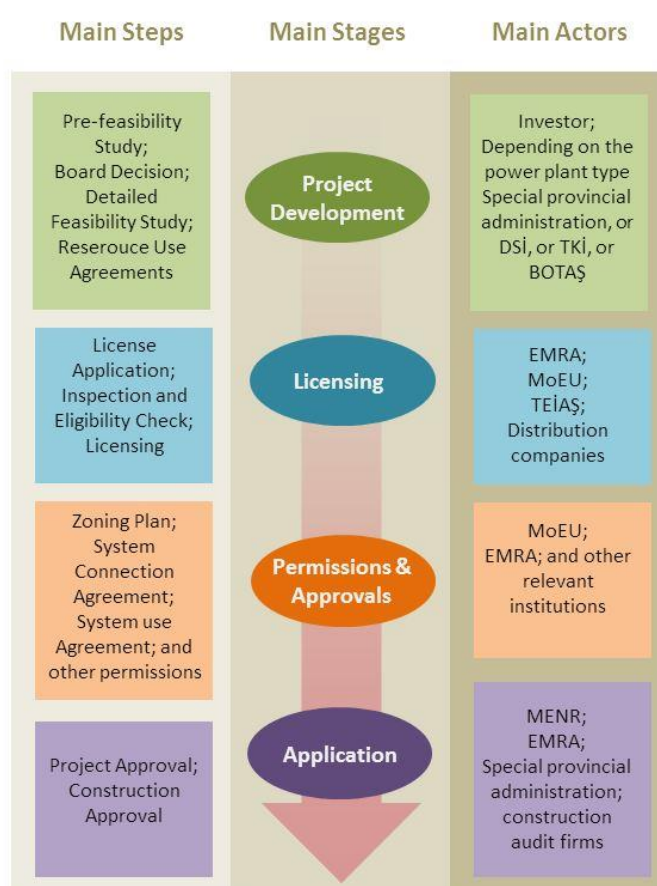 Main Steps
Main Stages
Main Actors
Pre-feasibility
Study;
Board Decision;
Detailed
Feasibility Study;
Reserouce Use
Agreements
Project
Development
Investor;
Depending on the
power plant type
Special provincial
administration, or
DSİ, or TKİ, or
BOTAŞ
License
Application;
Inspection and
Eligibility Check;
Licensing
Licensing
EMRA;
MoEU;
TEİAŞ;
Distribution
companies
Zoning Plan;
System
Connection
Agreement;
System use
Agreement; and
other permissions
Permissions &
Approvals
MoEU;
EMRA; and other
relevant
institutions
Project Approval;
Construction
Approval
Application
MENR;
EMRA;
Special provincial
administration;
construction
audit firms